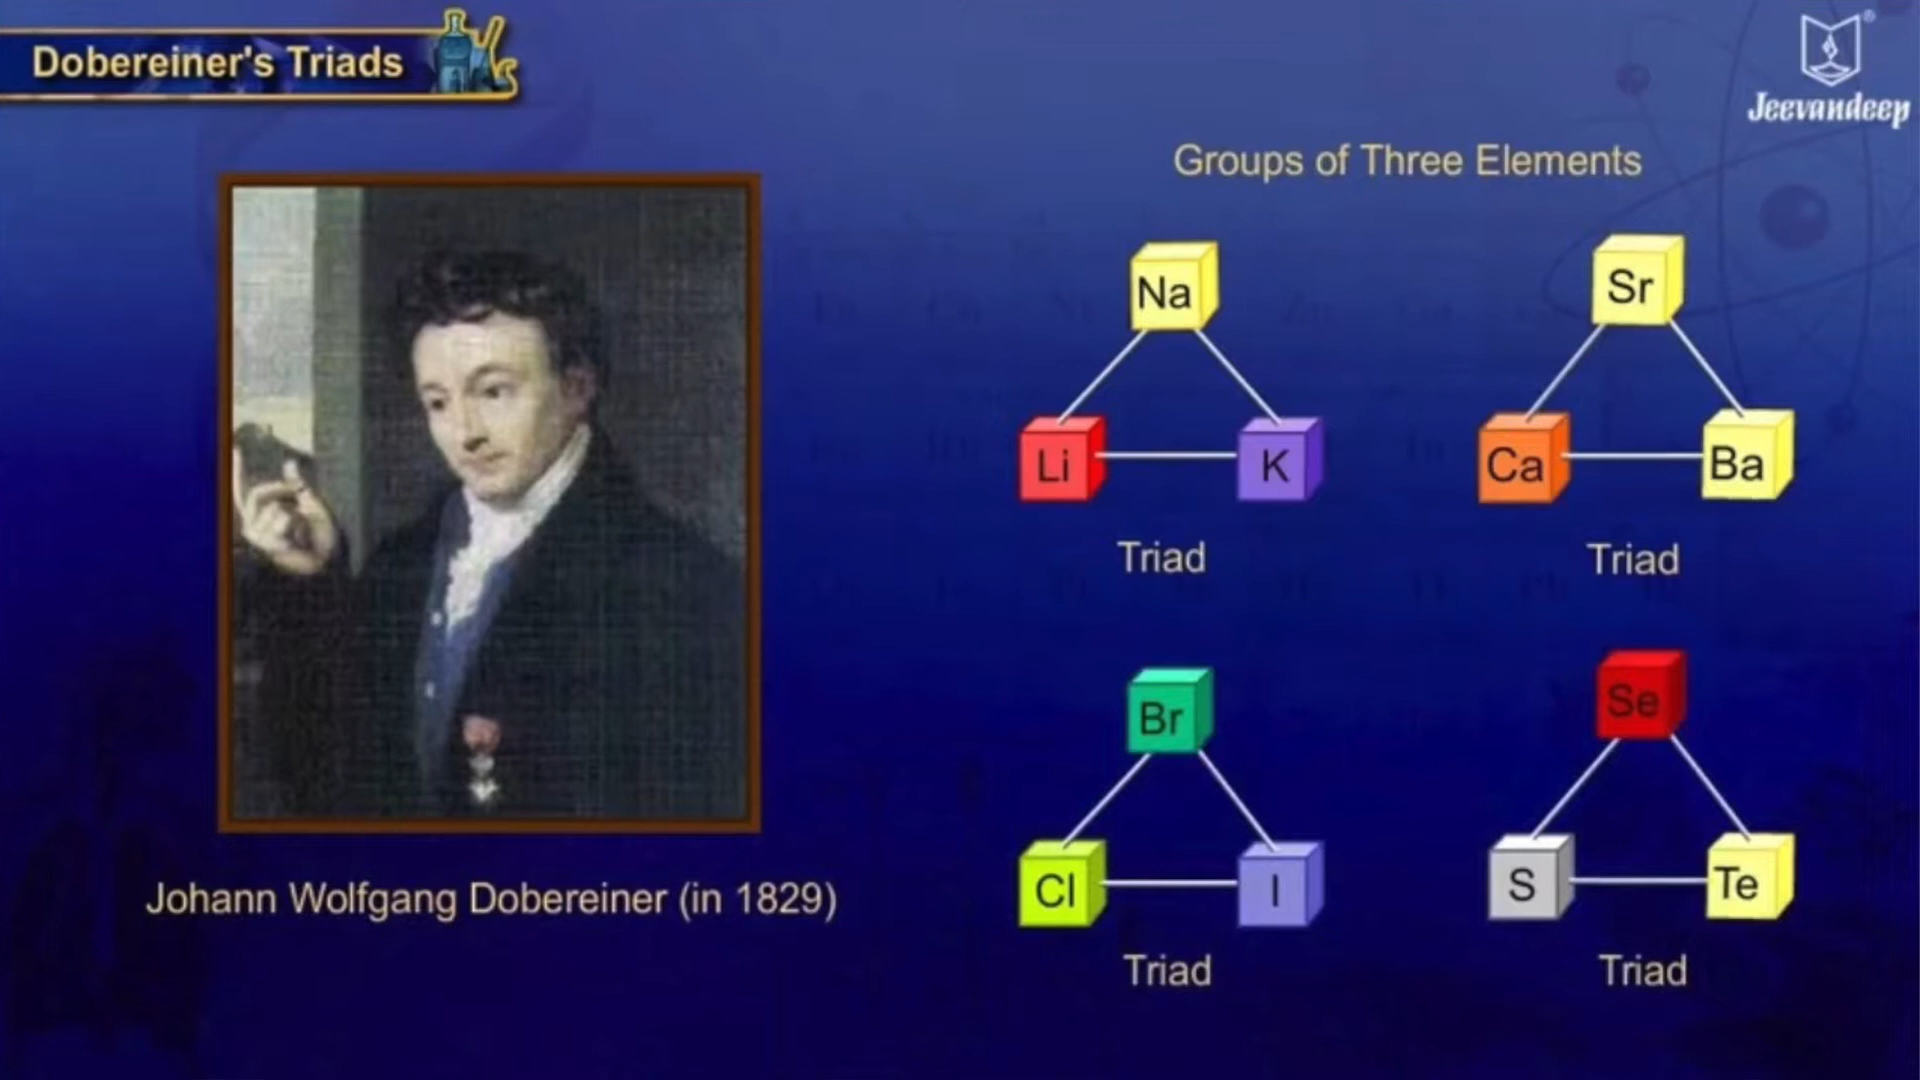 Dobereiner's Triads
Jeevandeep
®
Groups of Three Elements
Na
Li
K
Triad
Sr
Ca
Ba
Triad
Br
Cl
I
Triad
Se
S
Te
Triad
Johann Wolfgang Dobereiner (in 1829)